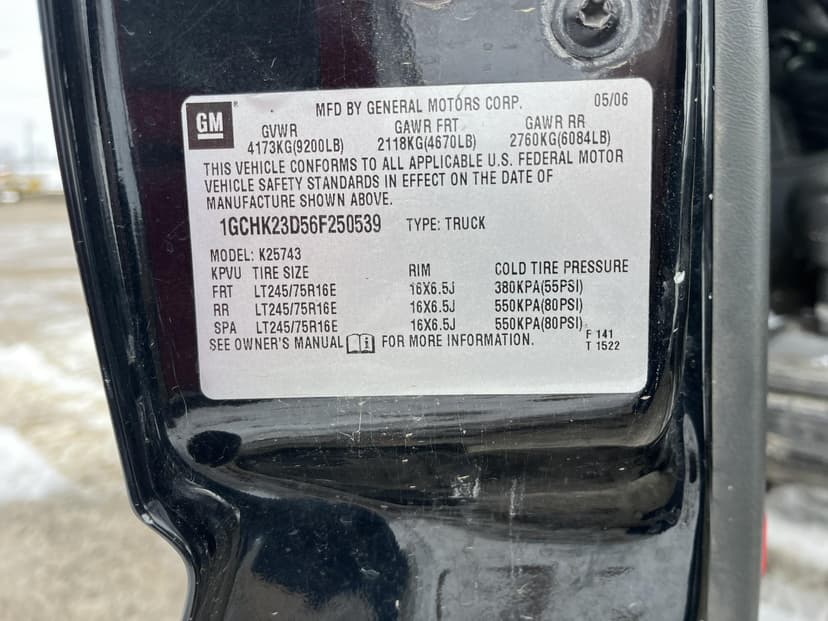 GM
MFD BY GENERAL MOTORS CORP. 05/06
GVWR GAWR FRT GAWR RR
4173KG(9200LB) 2118KG(4670LB) 2760KG(6084LB)
THIS VEHICLE CONFORMS TO ALL APPLICABLE U.S. FEDERAL MOTOR
VEHICLE SAFETY STANDARDS IN EFFECT ON THE DATE OF
MANUFACTURE SHOWN ABOVE.
1GCHK23D56F250539 TYPE: TRUCK
MODEL: K25743
KPVU TIRE SIZE RIM COLD TIRE PRESSURE
FRT LT245/75R16E 16X6.5J 380KPA(55PSI)
RR LT245/75R16E 16X6.5J 550KPA(80PSI)
SPA LT245/75R16E 16X6.5J 550KPA(80PSI)
SEE OWNER'S MANUAL FOR MORE INFORMATION. F 141
T 1522